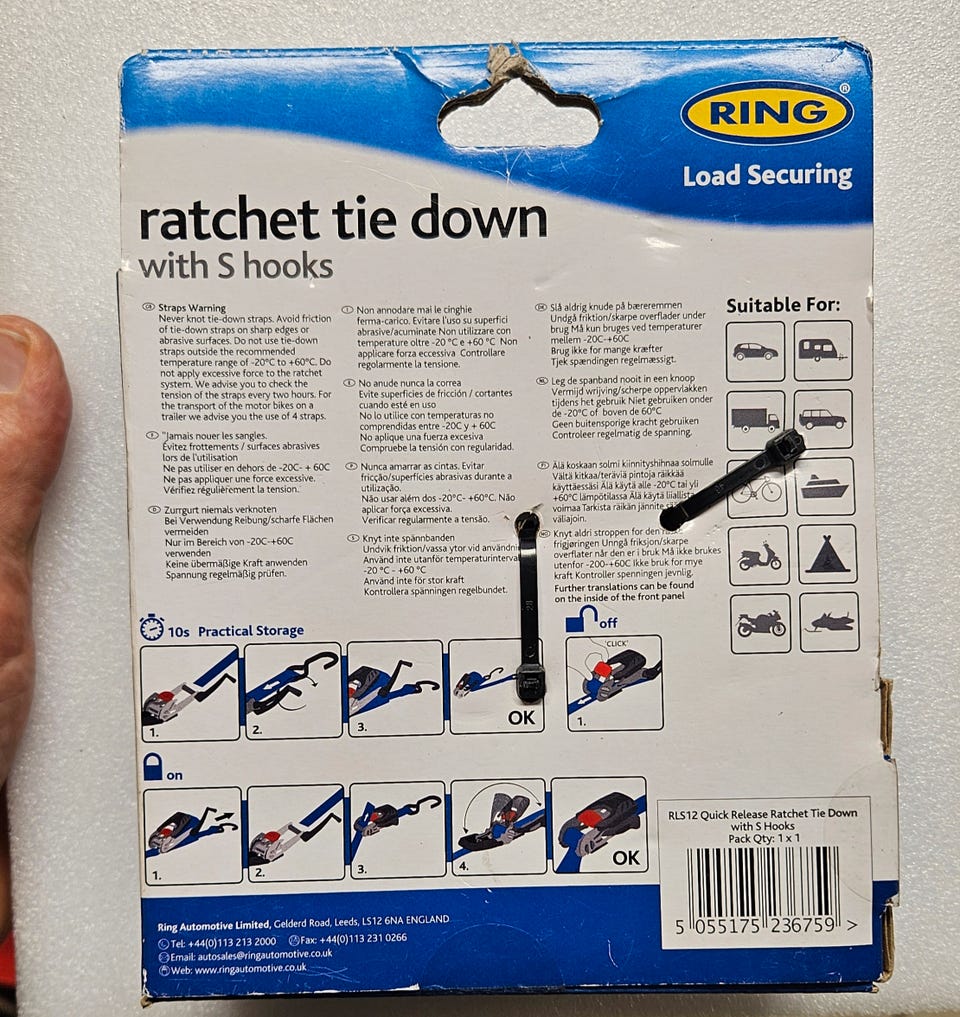 RING®
Load Securing
ratchet tie down
with S hooks
GB Straps Warning
Never knot tie-down straps. Avoid friction
of tie-down straps on sharp edges or
abrasive surfaces. Do not use tie-down
straps outside the recommended
temperature range of -20°C to +60°C. Do
not apply excessive force to the ratchet
system. We advise you to check the
tension of the straps every two hours. For
the transport of the motor bikes on a
trailer we advise you the use of 4 straps.
F "Jamais nouer les sangles.
Évitez frottements / surfaces abrasives
lors de l'utilisation
Ne pas utiliser en dehors de -20C- + 60C
Ne pas appliquer une force excessive.
Vérifiez régulièrement la tension."
D Zurrgurt niemals verknoten
Bei Verwendung Reibung/scharfe Flächen
vermeiden
Nur im Bereich von -20C-+60C
verwenden
Keine übermäßige Kraft anwenden
Spannung regelmäßig prüfen.
I Non annodare mai le cinghie
ferma-carico. Evitare l'uso su superfici
abrasive/acuminate Non utilizzare con
temperature oltre -20 °C e +60 °C Non
applicare forza excessiva Controllare
regolarmente la tensione.
E No anude nunca la correa
Evite superficies de fricción / cortantes
cuando esté en uso
No lo utilice con temperaturas no
comprendidas entre -20C y + 60C
No aplique una fuerza excesiva
Compruebe la tensión con regularidad.
P Nunca amarrar as cintas. Evitar
fricção/superfícies abrasivas durante a
utilização.
Não usar além dos -20°C- +60°C. Não
aplicar força excessiva.
Verificar regularmente a tensão.
S Knyt inte spännbanden
Undvik friktion/vassa ytor vid
Använd inte utanför
-20 °C - +60 °C
Använd inte för stor kraft
Kontrollera spänningen regelbundet.
DK Slå aldrig knude på bæreremmen
Undgå friktion/skarpe overflader under
brug Må kun bruges ved temperaturer
mellem -20C-+60C
Brug ikke for mange kræfter
Tjek spændingen regelmæssigt.
NL Leg de spanband nooit in een knoop
Vermijd wrijving/scherpe oppervlakken
tijdens het gebruik Niet gebruiken onder
de -20°C of boven de 60°C
Geen buitensporige kracht gebruiken
Controleer regelmatig de spanning.
Älä koskaan solmi kiinnityshihnaa solmulle
Vältä kitkaa/teräviä pintoja räikkää
käyttäessäsi Älä käytä alle -20°C tai yli
+60°C lämpötilassa Älä käytä liiallista
voimaa Tarkista räikän jännite
väliajoin.
Knyt aldri stroppen for den
frigjøringen Unngå friksjon/skarpe
overflater når den er i bruk Må ikke brukes
utenfor -200-+60C Ikke bruk for mye
kraft Kontroller spenningen jevnlig.
Further translations can be found
on the inside of the front panel
Suitable For:
10s Practical Storage
1.
2.
3.
OK
off
'CLICK'
1.
on
1.
2.
3.
4.
OK
RLS12 Quick Release Ratchet Tie Down
with S Hooks
Pack Qty: 1 x 1
5 055175 236759 >
Ring Automotive Limited, Gelderd Road, Leeds, LS12 6NA ENGLAND
Tel: +44(0)113 213 2000 Fax: +44(0)113 231 0266
Email: autosales@ringautomotive.co.uk
Web: www.ringautomotive.co.uk